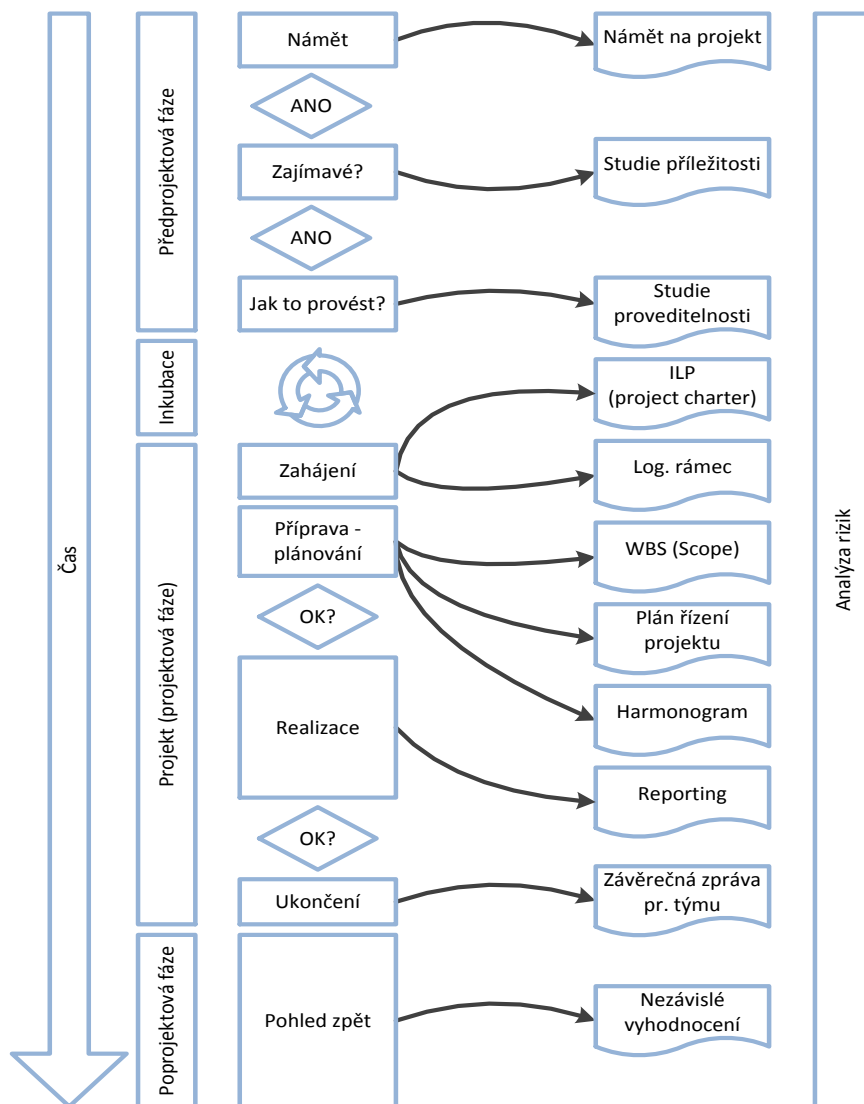 Čas
Předprojektová fáze
Námět
Námět na projekt
ANO
Zajímavé?
Studie příležitosti
ANO
Jak to provést?
Studie
proveditelnosti
Inkubace
ILP
(project charter)
Projekt (projektová fáze)
Zahájení
Log. rámec
Příprava -
plánování
WBS (Scope)
OK?
Plán řízení
projektu
Realizace
Harmonogram
Reporting
OK?
Ukončení
Závěrečná zpráva
pr. týmu
Poprojektová fáze
Pohled zpět
Nezávislé
vyhodnocení
Analýza rizik